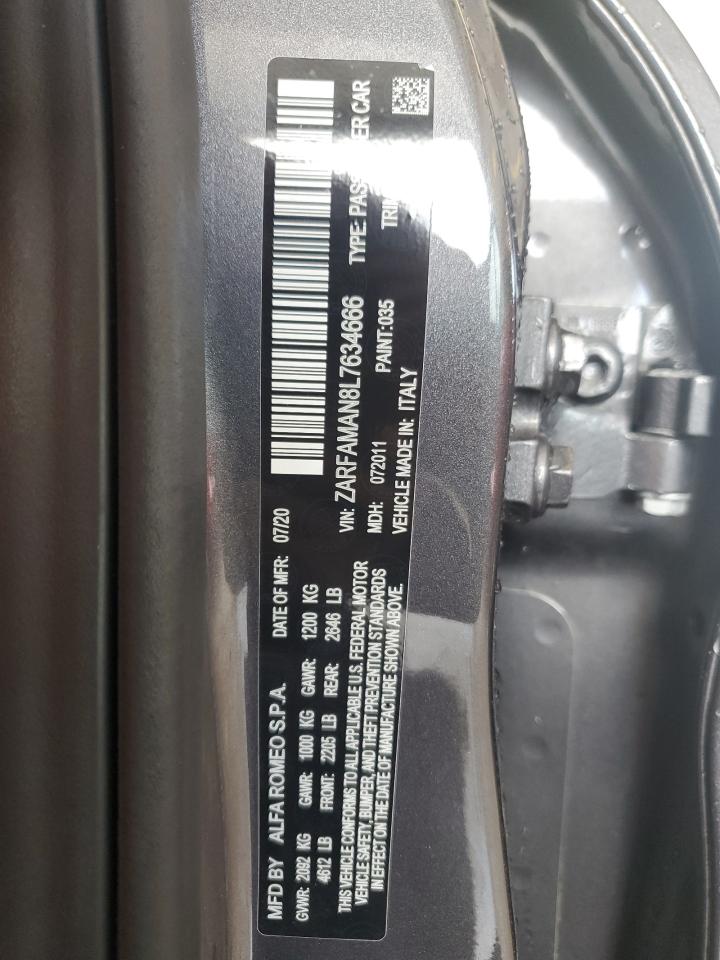 MFD BY ALFA ROMEO S.P.A. DATE OF MFR: 07/20
GVWR: 2092 KG GAWR: 1000 KG GAWR: 1200 KG
4612 LB FRONT: 2205 LB REAR: 2646 LB
THIS VEHICLE CONFORMS TO ALL APPLICABLE U.S. FEDERAL MOTOR
VEHICLE SAFETY, BUMPER, AND THEFT PREVENTION STANDARDS
IN EFFECT ON THE DATE OF MANUFACTURE SHOWN ABOVE.
VIN: ZARFAMAN8L7634666 TYPE: CAR
MDH: 072011 PAINT:035
VEHICLE MADE IN: ITALY